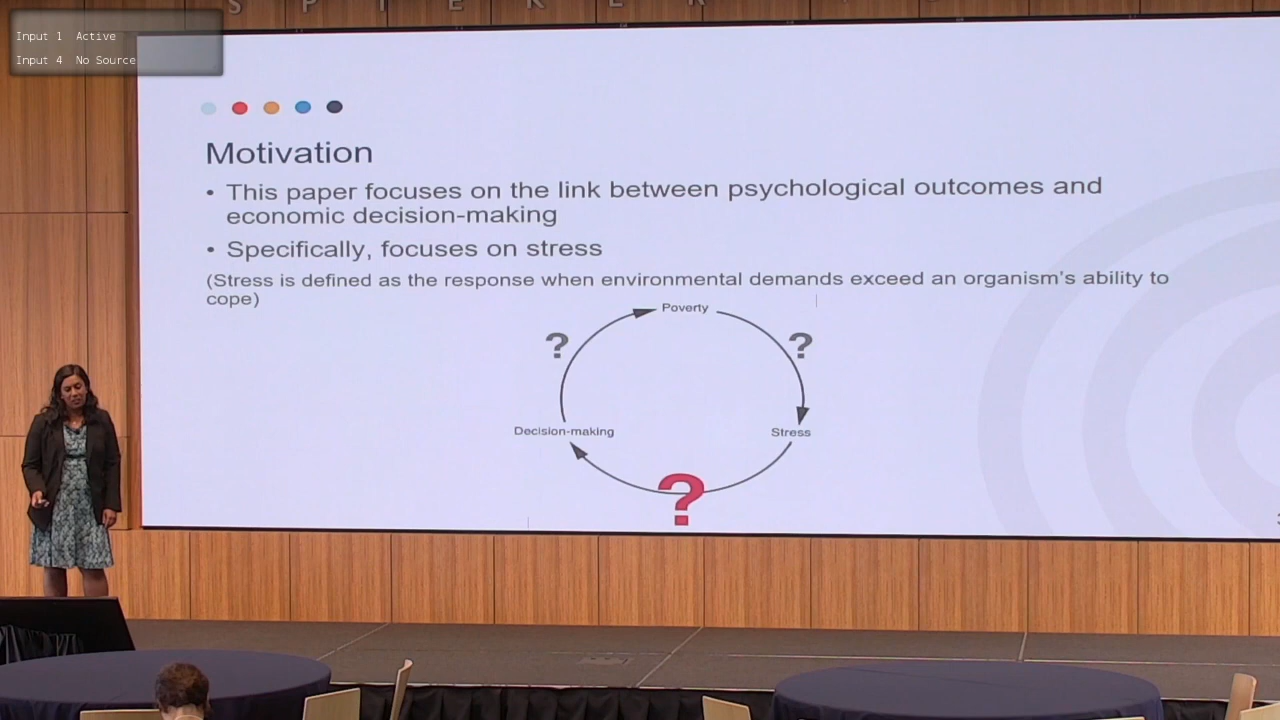 S P I E K E R
Input 1 Active
Input 4 No Source
Motivation
• This paper focuses on the link between psychological outcomes and
economic decision-making
• Specifically, focuses on stress
(Stress is defined as the response when environmental demands exceed an organism's ability to
cope)
Poverty
? ?
Decision-making Stress
?